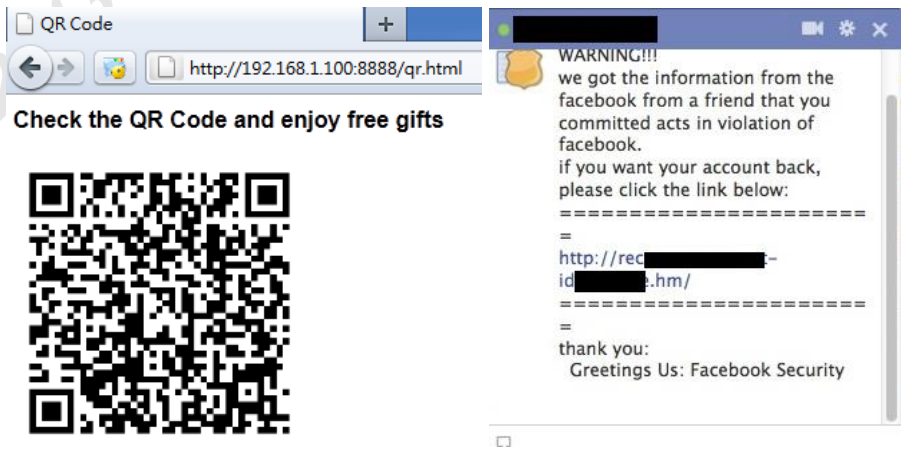 QR Code
+
http://192.168.1.100:8888/qr.html
Check the QR Code and enjoy free gifts
WARNING!!!
we got the information from the
facebook from a friend that you
committed acts in violation of
facebook.
if you want your account back,
please click the link below:
======================
=
http://rec -
id e.hm/
======================
=
thank you:
Greetings Us: Facebook Security